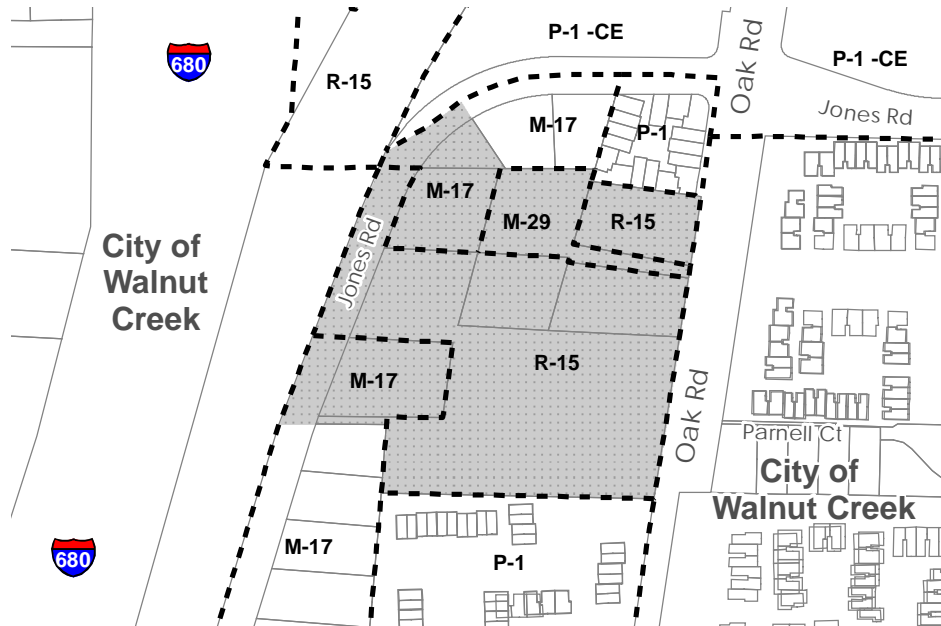 P-1 -CE
680
R-15
Oak Rd
P-1 -CE
Jones Rd
M-17
P-1
M-17
M-29
R-15
City of
Walnut
Creek
Jones Rd
R-15
M-17
Oak Rd
Parnell Ct
City of
Walnut Creek
M-17
680
P-1